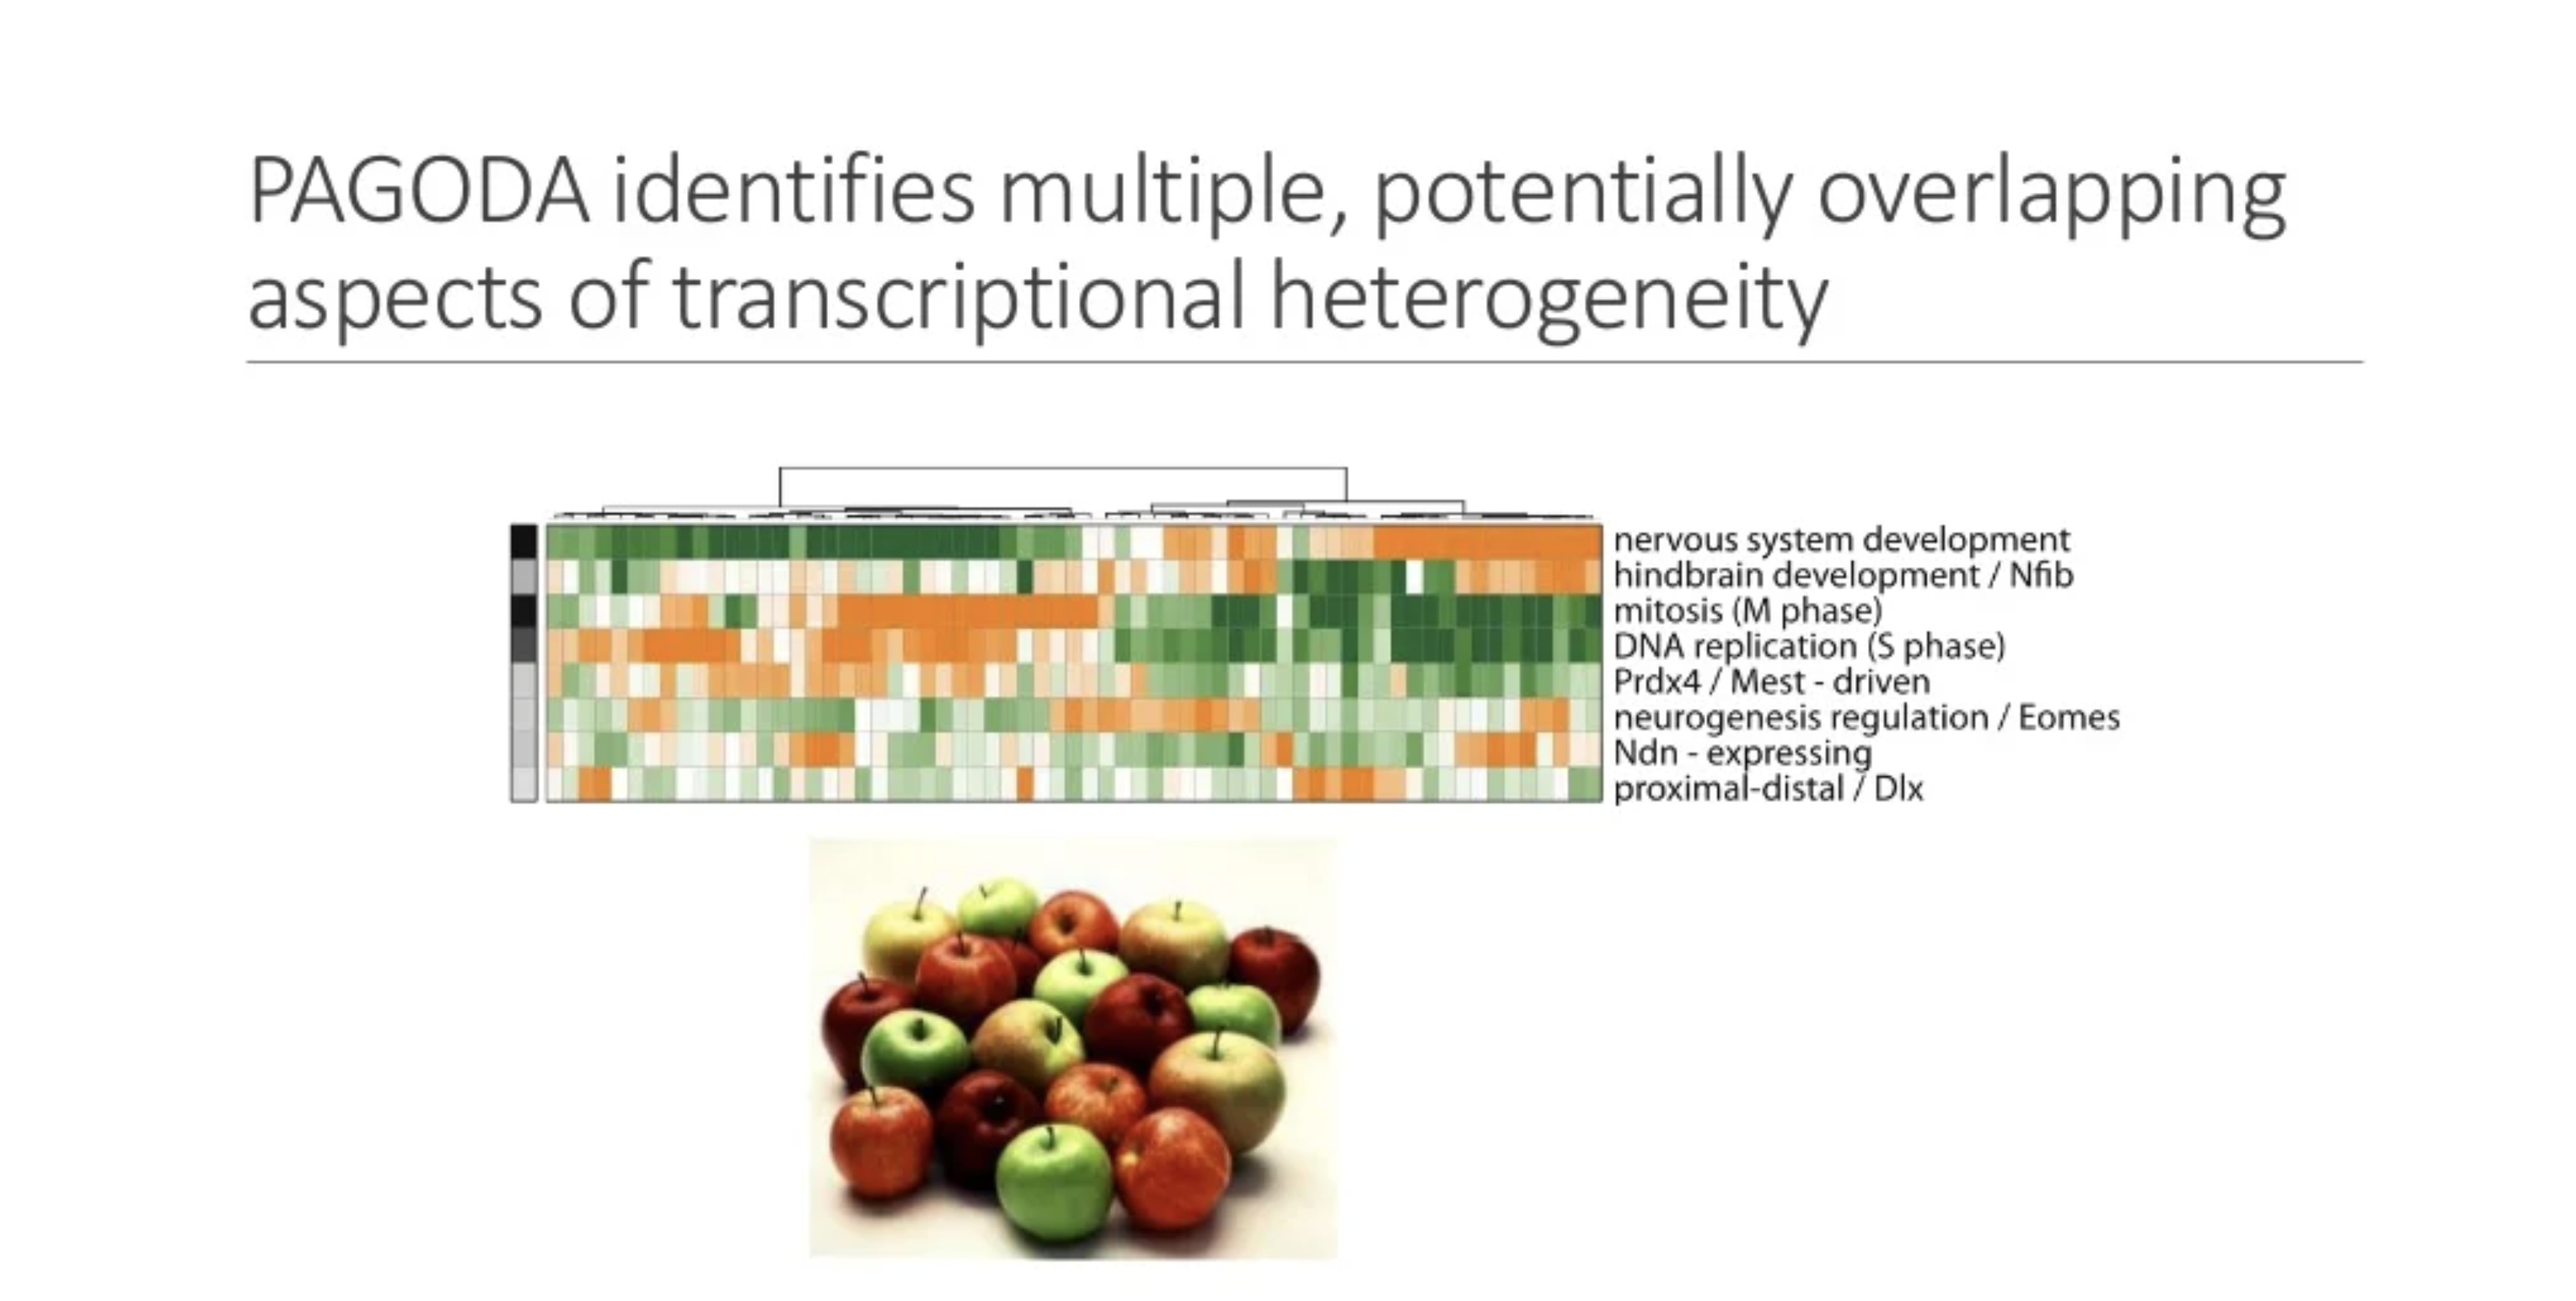 PAGODA identifies multiple, potentially overlapping
aspects of transcriptional heterogeneity
nervous system development
hindbrain development / Nfib
mitosis (M phase)
DNA replication (S phase)
Prdx4 / Mest - driven
neurogenesis regulation / Eomes
Ndn - expressing
proximal-distal / Dlx